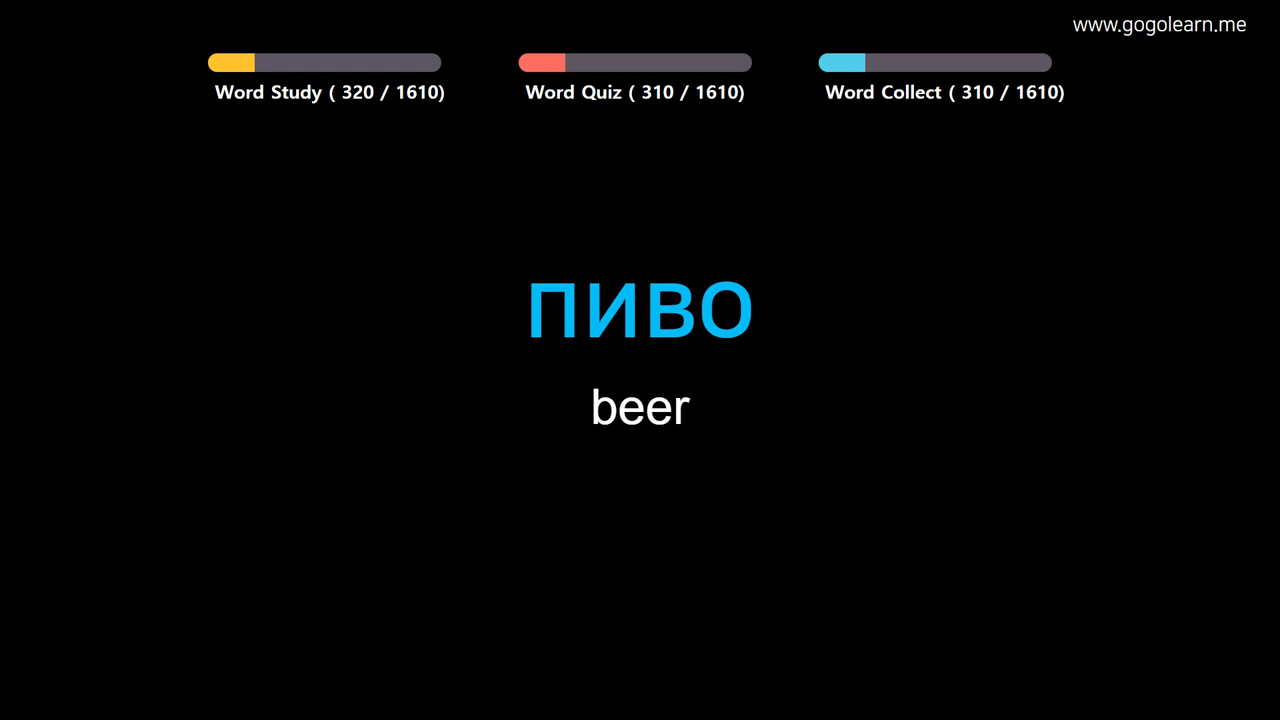 www.gogolearn.me
Word Study ( 320 / 1610)
Word Quiz ( 310 / 1610)
Word Collect ( 310 / 1610)
пиво
beer